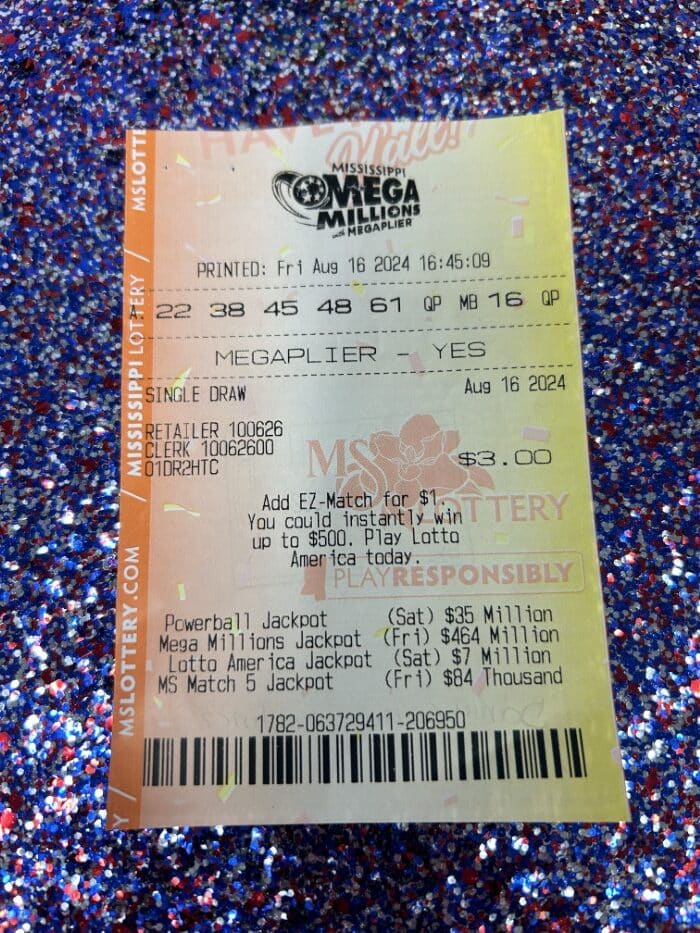 HAVE
Y'all!
MISSISSIPPI
MEGA
MILLIONS
with MEGAPLIER
PRINTED: Fri Aug 16 2024 16:45:09
A. 22 38 45 48 61 QP MB 16 QP
MEGAPLIER - YES
SINGLE DRAW Aug 16 2024
RETAILER 100626
CLERK 10062600
01DR2HTC
$3.00
MS
LOTTERY
Add EZ-Match for $1.
You could instantly win
up to $500. Play Lotto
America today.
PLAYRESPONSIBLY
Powerball Jackpot (Sat) $35 Million
Mega Millions Jackpot (Fri) $464 Million
Lotto America Jackpot (Sat) $7 Million
MS Match 5 Jackpot (Fri) $84 Thousand
1782-063729411-206950
MSLOTTE
/ MISSISSIPPI LOTTERY /
MSLOTTERY.COM /
Y /